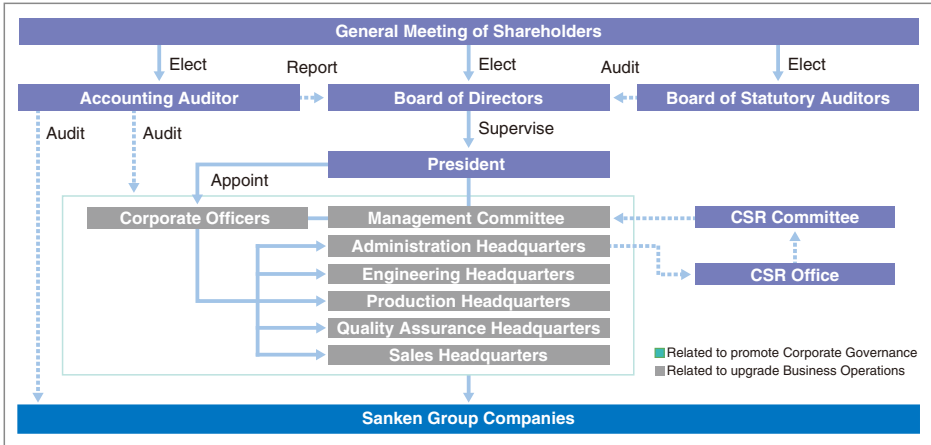 General Meeting of Shareholders
Elect
Elect
Elect
Report
Audit
Accounting Auditor
Board of Directors
Board of Statutory Auditors
Audit
Audit
Supervise
President
Appoint
Corporate Officers
Management Committee
CSR Committee
Administration Headquarters
CSR Office
Engineering Headquarters
Production Headquarters
Quality Assurance Headquarters
Sales Headquarters
Related to promote Corporate Governance
Related to upgrade Business Operations
Sanken Group Companies